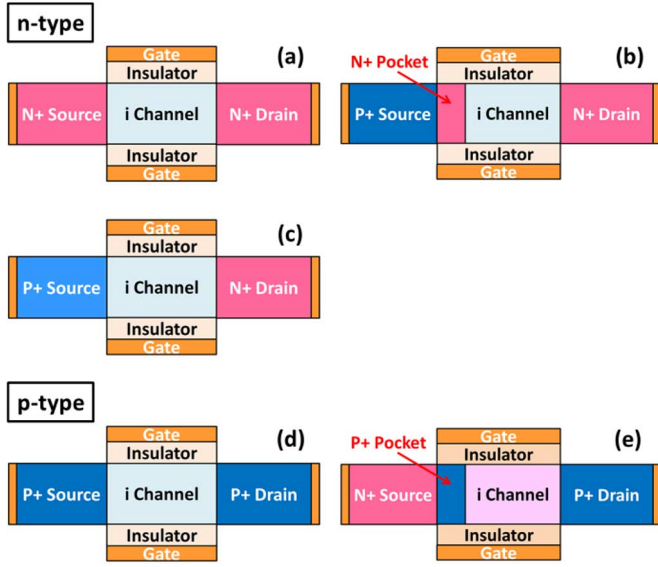 n-type
Gate
(a)
Insulator
N+ Source
i Channel
N+ Drain
Insulator
Gate
N+ Pocket
Gate
(b)
Insulator
P+ Source
i Channel
N+ Drain
Insulator
Gate
Gate
(c)
Insulator
P+ Source
i Channel
N+ Drain
Insulator
Gate
p-type
Gate
(d)
Insulator
P+ Source
i Channel
P+ Drain
Insulator
Gate
P+ Pocket
Gate
(e)
Insulator
N+ Source
i Channel
P+ Drain
Insulator
Gate